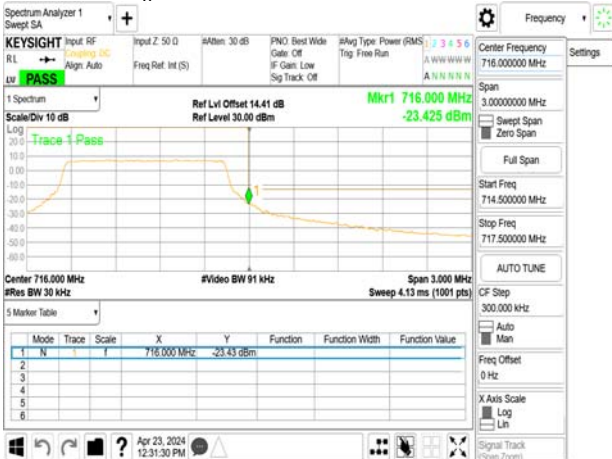 Spectrum Analyzer 1
Swept SA
Frequency
KEYSIGHT
Input: RF
Coupling: DC
Align: Auto
Input Z: 50 Ω
Freq Ref: Int (S)
#Atten: 30 dB
PNO: Best Wide
Gate: Off
IF Gain: Low
Sig Track: Off
#Avg Type: Power (RMS
Trig: Free Run
1 2 3 4 5 6
A W W W W W
A N N N N N
RL
PASS
Center Frequency
716.000000 MHz
Settings
Span
3.00000000 MHz
Swept Span
Zero Span
Full Span
Start Freq
714.500000 MHz
Stop Freq
717.500000 MHz
AUTO TUNE
CF Step
300.000 kHz
Auto
Man
Freq Offset
0 Hz
X Axis Scale
Log
Lin
Signal Track
(Span Zoom)
1 Spectrum
Scale/Div 10 dB
Ref Lvl Offset 14.41 dB
Ref Level 30.00 dBm
Mkr1 716.000 MHz
-23.425 dBm
Log
Trace 1 Pass
20.0
10.0
0.00
-10.0
-20.0
-30.0
-40.0
-50.0
-60.0
1
Center 716.000 MHz
#Res BW 30 kHz
#Video BW 91 kHz
Span 3.000 MHz
Sweep 4.13 ms (1001 pts)
5 Marker Table
Mode Trace Scale X Y Function Function Width Function Value
1 N 1 f 716.000 MHz -23.43 dBm
2
3
4
5
6
?
Apr 23, 2024
12:31:30 PM